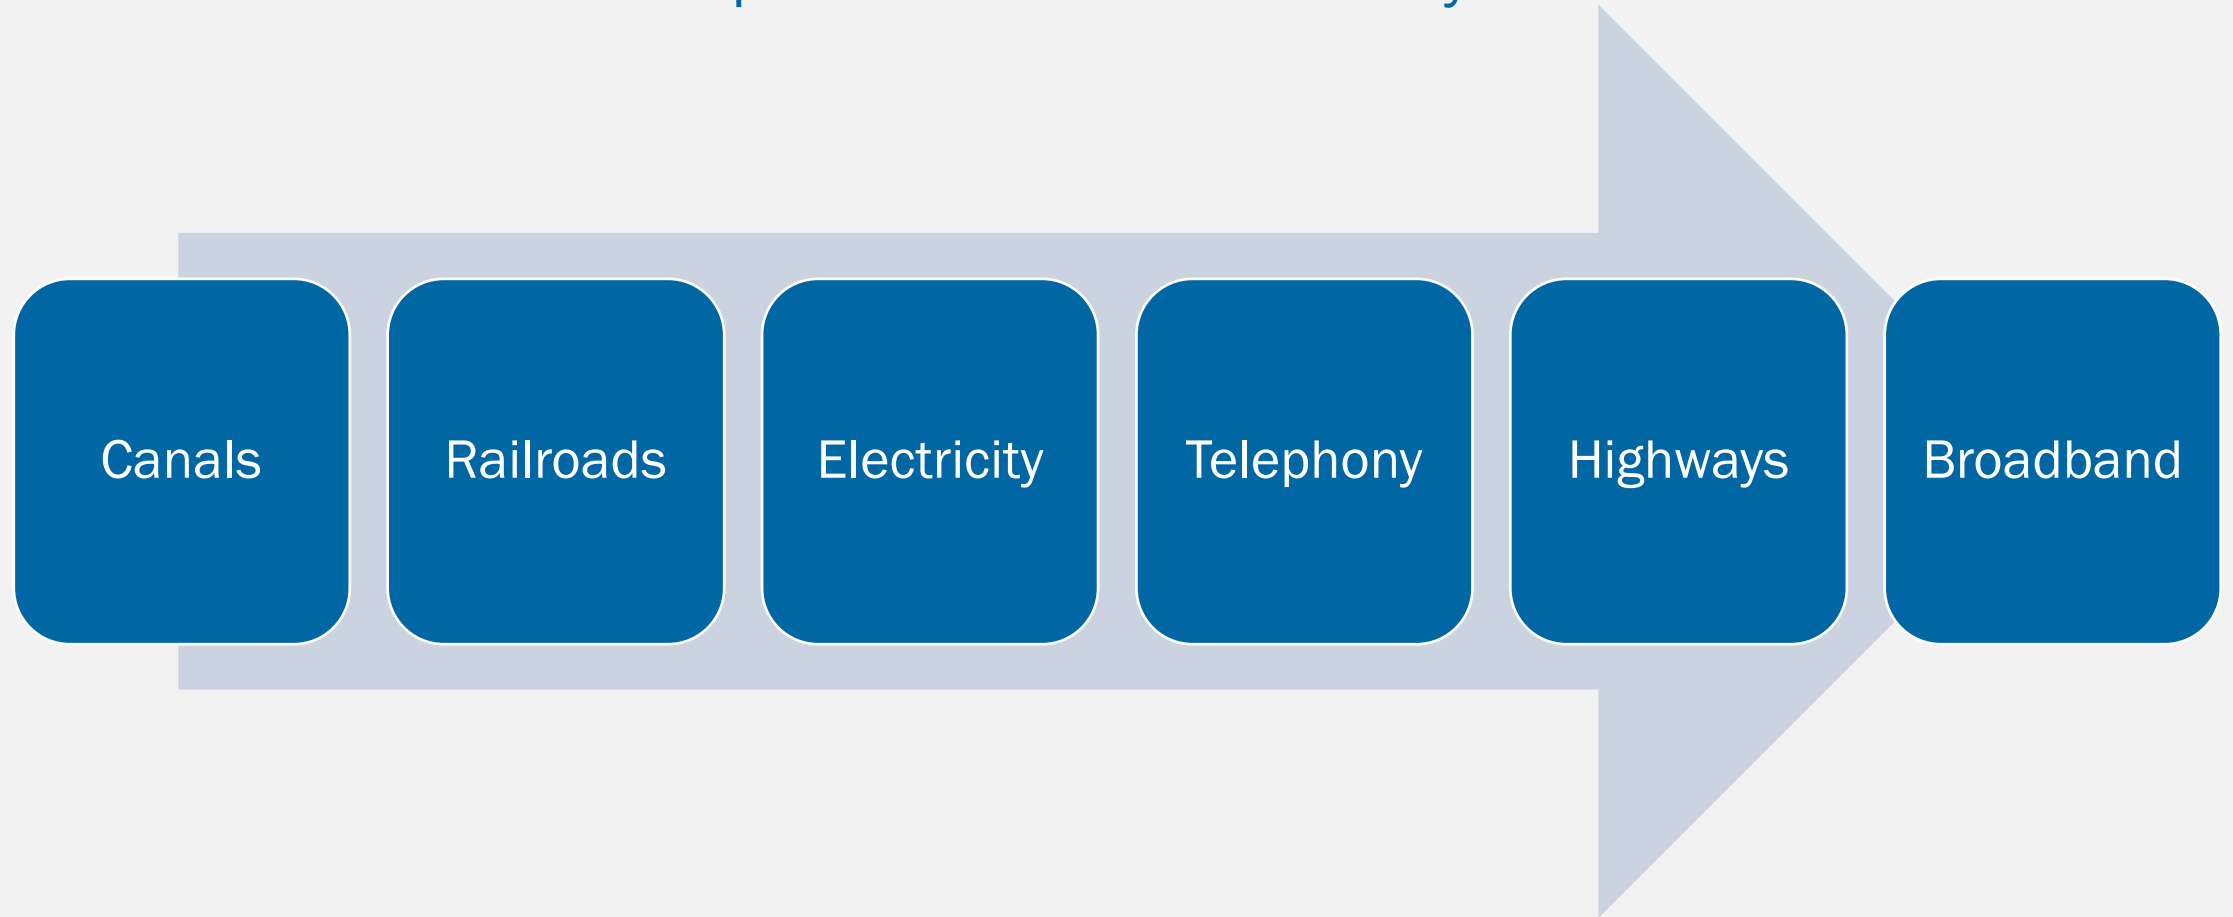 Canals
Railroads
Electricity
Telephony
Highways
Broadband